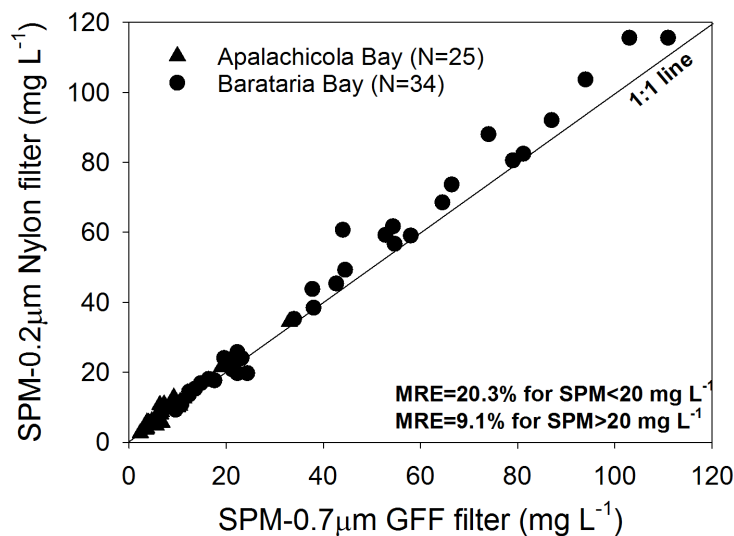 120
100
80
60
40
20
0
SPM-0.2μm Nylon filter (mg L⁻¹)
Apalachicola Bay (N=25)
Barataria Bay (N=34)
1:1 line
MRE=20.3% for SPM<20 mg L⁻¹
MRE=9.1% for SPM>20 mg L⁻¹
0 20 40 60 80 100 120
SPM-0.7μm GFF filter (mg L⁻¹)